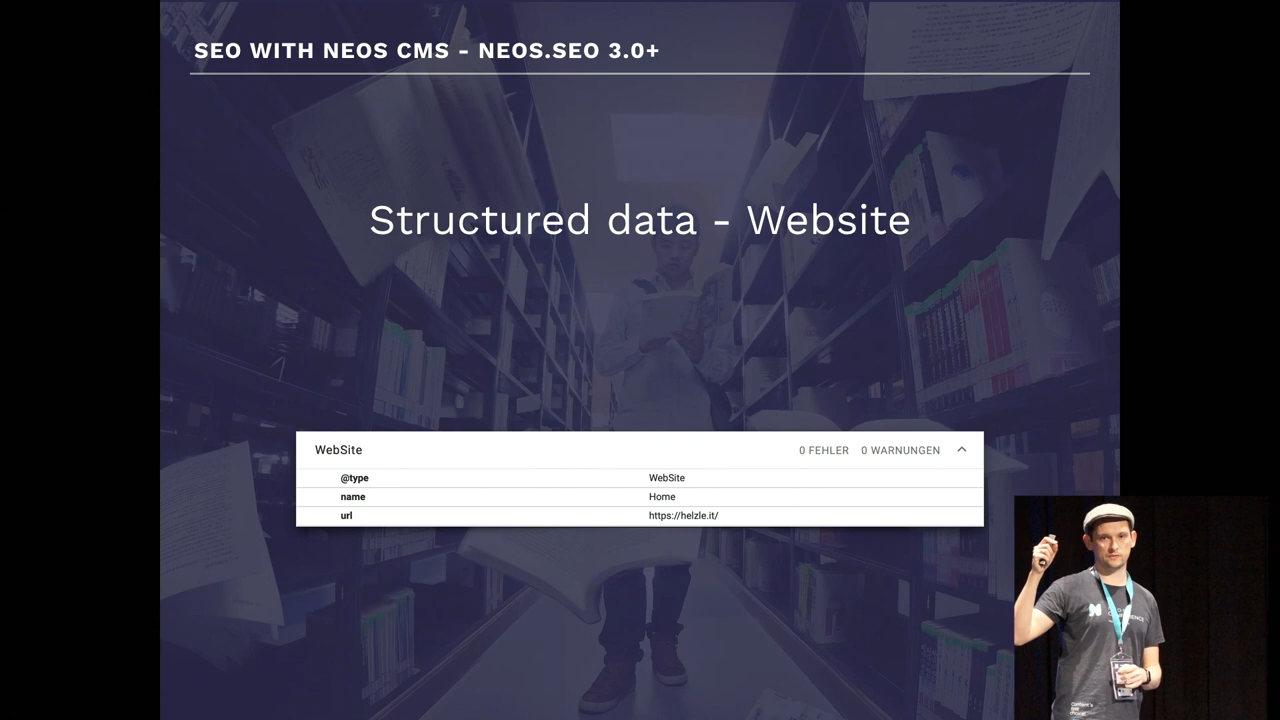 SEO WITH NEOS CMS - NEOS.SEO 3.0+
Structured data - Website
WebSite 0 FEHLER 0 WARNUNGEN
@type WebSite
name Home
url https://helzle.it/